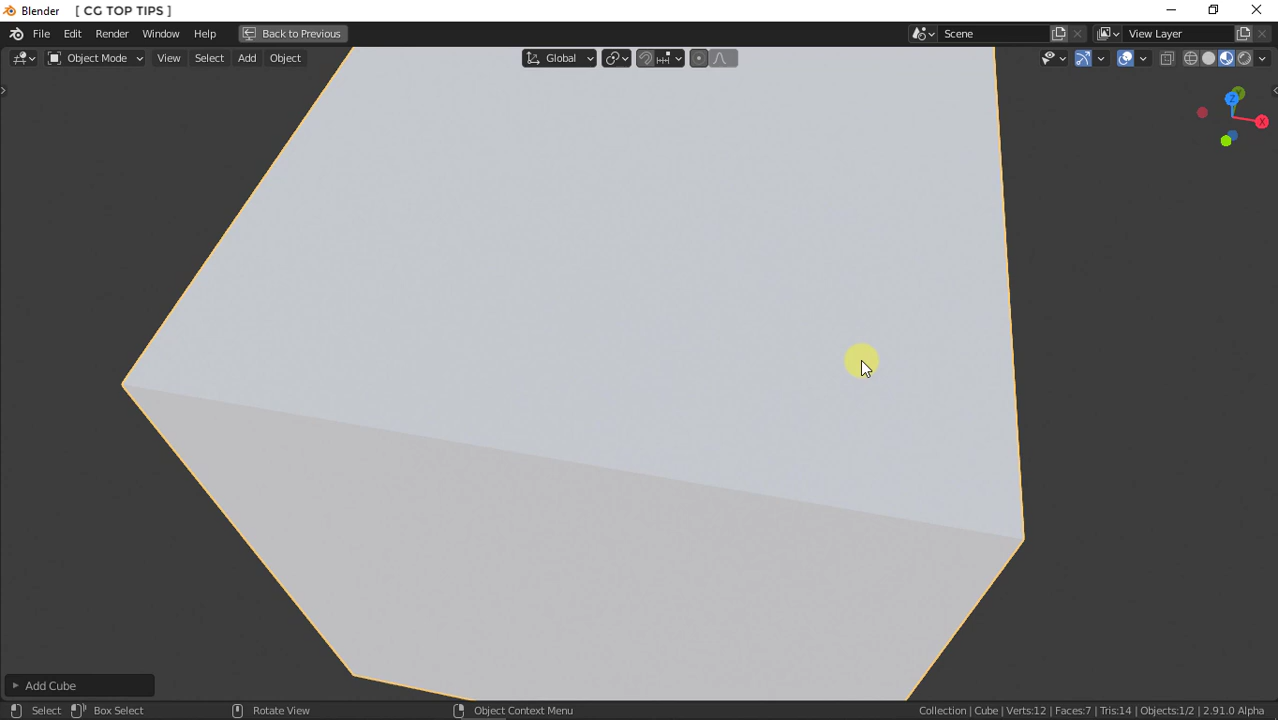 Blender [ CG TOP TIPS ]
File Edit Render Window Help Back to Previous Scene View Layer
Object Mode View Select Add Object Global
Z
Y
X
Add Cube
Select Box Select Rotate View Object Context Menu Collection | Cube | Verts:12 | Faces:7 | Tris:14 | Objects:1/2 | 2.91.0 Alpha